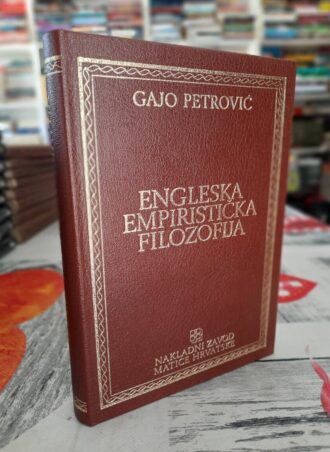 GAJO PETROVIĆ
ENGLESKA
EMPIRISTIČKA
FILOZOFIJA
NAKLADNI ZAVOD
MATICE HRVATSKE